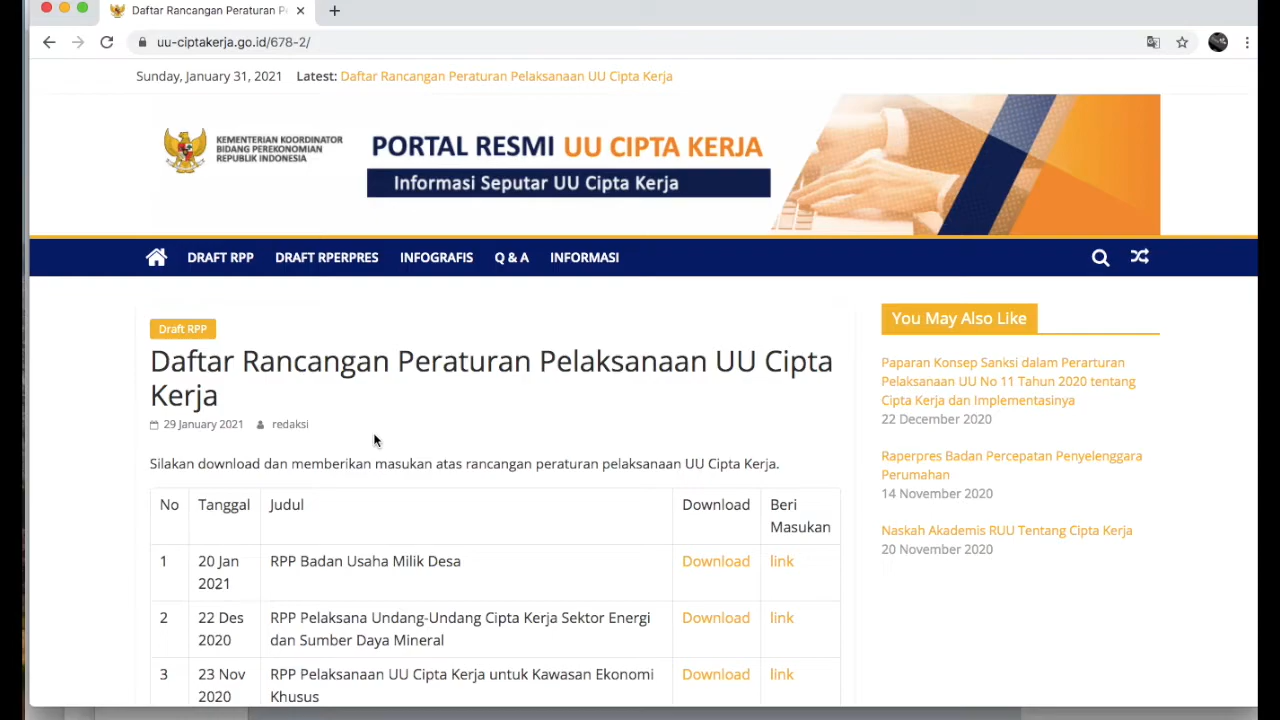 Daftar Rancangan Peraturan P
uu-ciptakerja.go.id/678-2/
Sunday, January 31, 2021 Latest: Daftar Rancangan Peraturan Pelaksanaan UU Cipta Kerja
KEMENTERIAN KOORDINATOR
BIDANG PEREKONOMIAN
REPUBLIK INDONESIA
PORTAL RESMI UU CIPTA KERJA
Informasi Seputar UU Cipta Kerja
DRAFT RPP DRAFT RPERPRES INFOGRAFIS Q & A INFORMASI
Draft RPP
Daftar Rancangan Peraturan Pelaksanaan UU Cipta
Kerja
29 January 2021 redaksi
Silakan download dan memberikan masukan atas rancangan peraturan pelaksanaan UU Cipta Kerja.
No Tanggal Judul Download Beri
Masukan
1 20 Jan RPP Badan Usaha Milik Desa Download link
2021
2 22 Des RPP Pelaksana Undang-Undang Cipta Kerja Sektor Energi Download link
2020 dan Sumber Daya Mineral
3 23 Nov RPP Pelaksanaan UU Cipta Kerja untuk Kawasan Ekonomi Download link
2020 Khusus
You May Also Like
Paparan Konsep Sanksi dalam Perarturan
Pelaksanaan UU No 11 Tahun 2020 tentang
Cipta Kerja dan Implementasinya
22 December 2020
Raperpres Badan Percepatan Penyelenggara
Perumahan
14 November 2020
Naskah Akademis RUU Tentang Cipta Kerja
20 November 2020